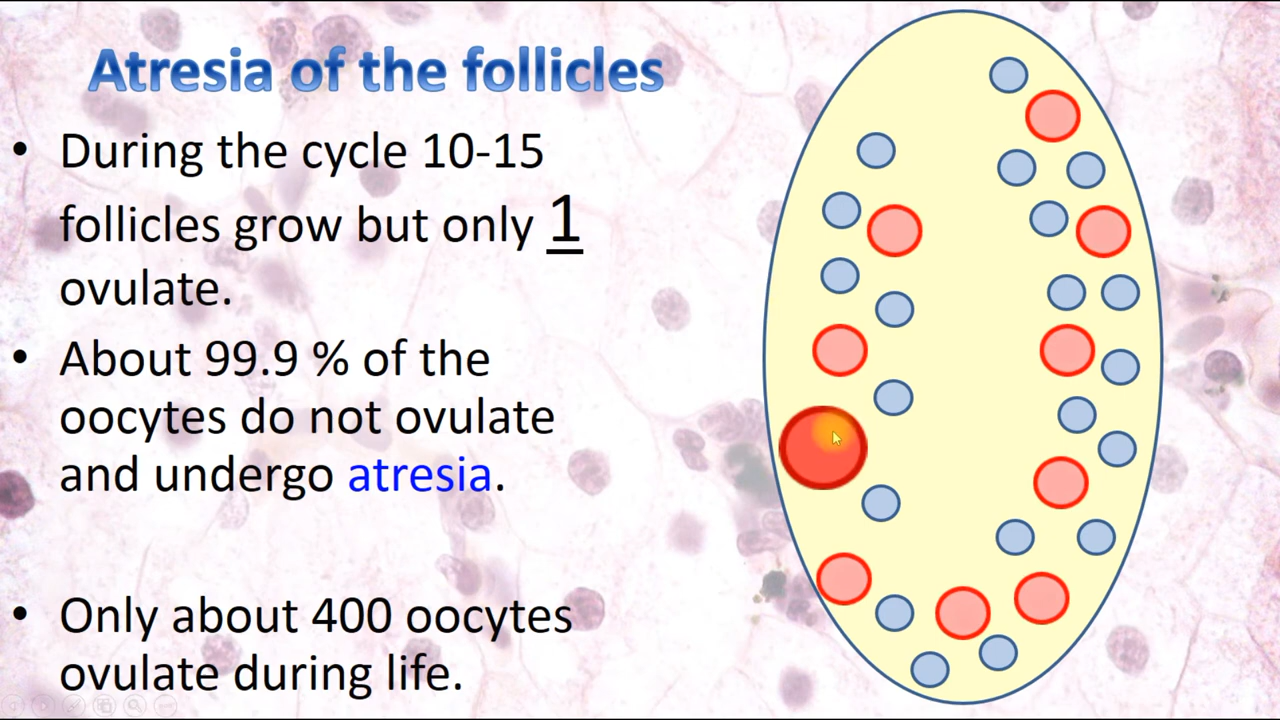 Atresia of the follicles
• During the cycle 10-15
follicles grow but only 1
ovulate.
• About 99.9 % of the
oocytes do not ovulate
and undergo atresia.
• Only about 400 oocytes
ovulate during life.